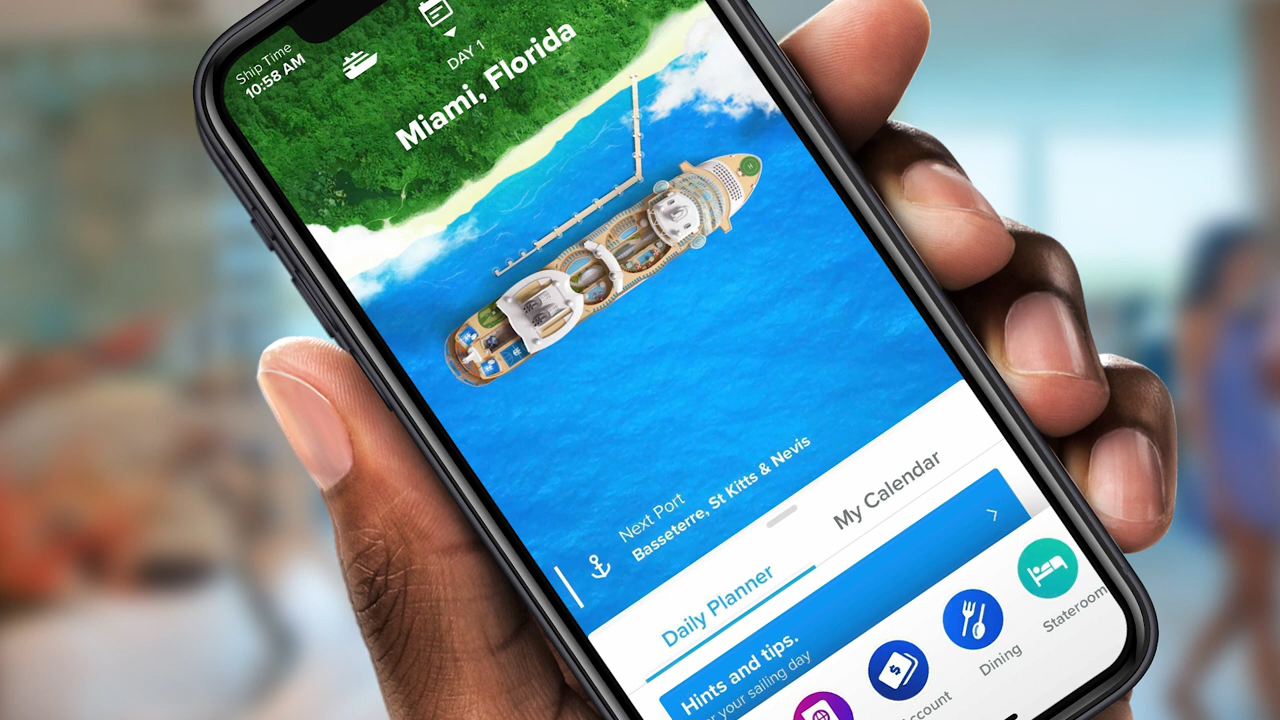 Ship Time
10:58 AM
DAY 1
Miami, Florida
Next Port
Basseterre, St Kitts & Nevis
Daily Planner
My Calendar
Hints and tips.
your sailing day
Dining
Stateroom